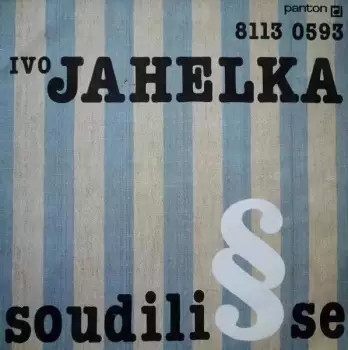 panton
8113 0593
IVO JAHELKA
soudili § se